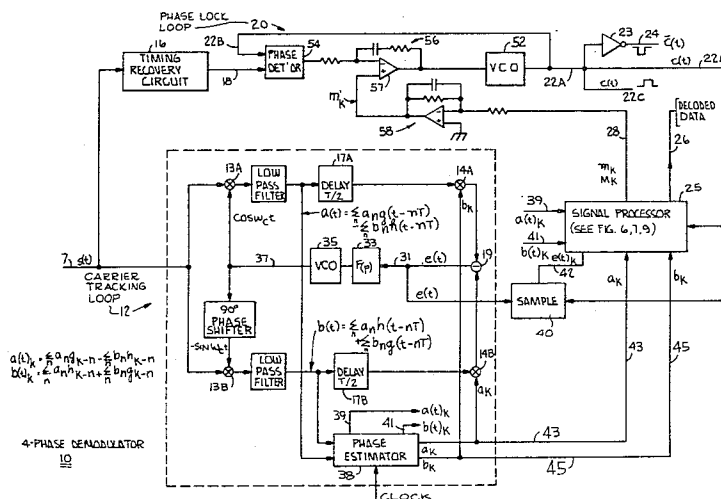 PHASE LOCK
LOOP
20
22B
16
TIMING
RECOVERY
CIRCUIT
18
PHASE
DET'OR
54
56
57
52
VCO
22A
23
24
c̄(t)
c(t)
22A
c(t)
22C
m'K
58
28
DECODED
DATA
26
mK
MK
25
SIGNAL PROCESSOR
(SEE FIG. 6,7,9)
39
a(t)K
41
b(t)K
e(t)K
42
aK
bK
SAMPLE
40
43
45
7
s(t)
CARRIER
TRACKING
LOOP
12
13A
LOW
PASS
FILTER
17A
DELAY
T/2
14A
bK
COSωct
a(t)=Σ ang(t-nT)
n
-Σ bnh(t-nT)
n
35
VCO
33
F(p)
37
31
e(t)
19
e(t)
90°
PHASE
SHIFTER
-SINωct
b(t)=Σ anh(t-nT)
n
+Σ bng(t-nT)
n
13B
LOW
PASS
FILTER
DELAY
T/2
17B
14B
aK
a(t)K=Σ angK-n-Σ bnhK-n
n n
b(t)K=Σ anhK-n+Σ bngK-n
n n
39
a(t)K
41
b(t)K
PHASE
ESTIMATOR
38
aK
bK
43
45
4-PHASE DEMODULATOR
10
CLOCK